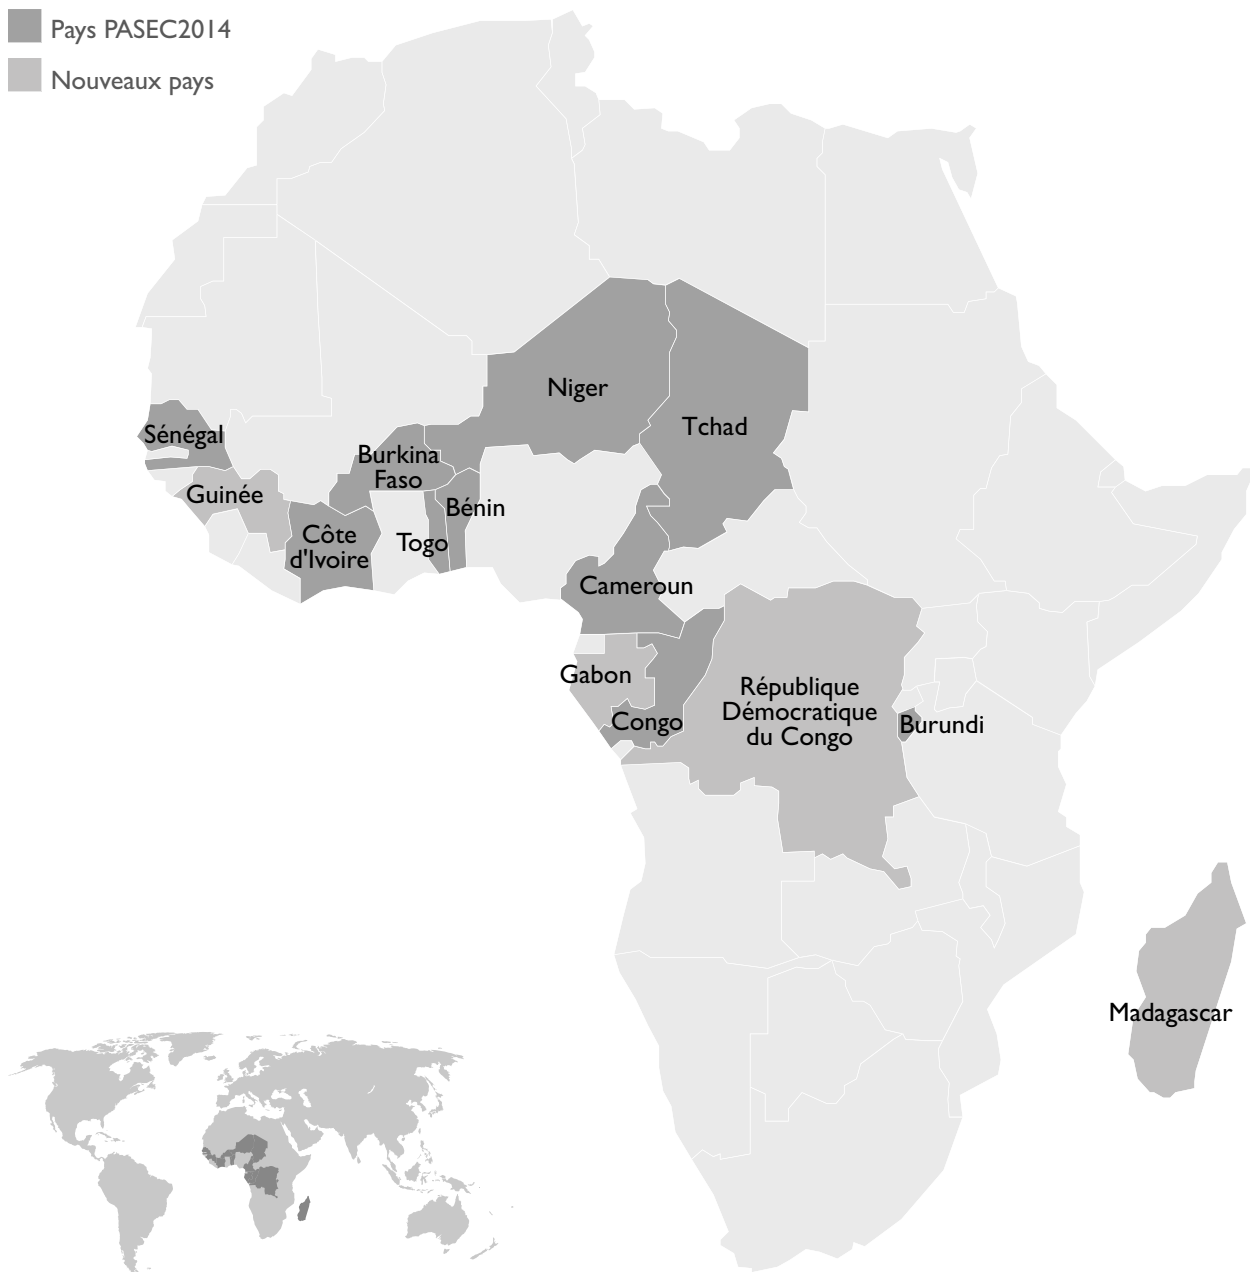 Pays PASEC2014
Nouveaux pays
Niger
Tchad
Sénégal
Burkina
Faso
Guinée
Bénin
Côte
d'Ivoire
Togo
Cameroun
Gabon
République
Démocratique
du Congo
Congo
Burundi
Madagascar